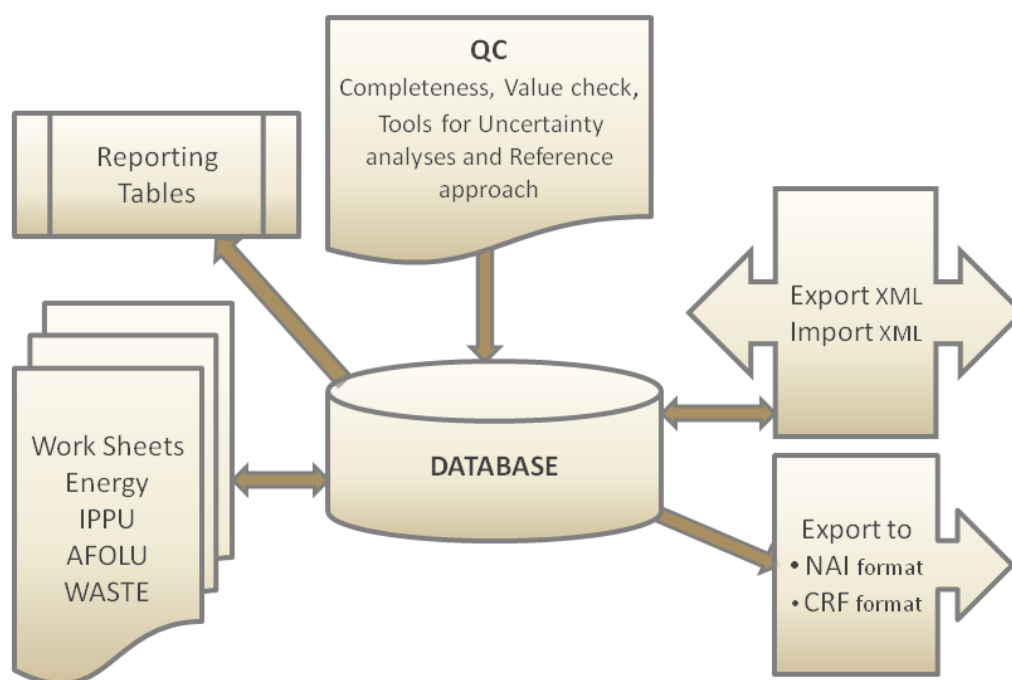 QC
Completeness, Value check,
Tools for Uncertainty
analyses and Reference
approach
Reporting
Tables
Export XML
Import XML
Work Sheets
Energy
IPPU
AFOLU
WASTE
DATABASE
Export to
• NAI format
• CRF format